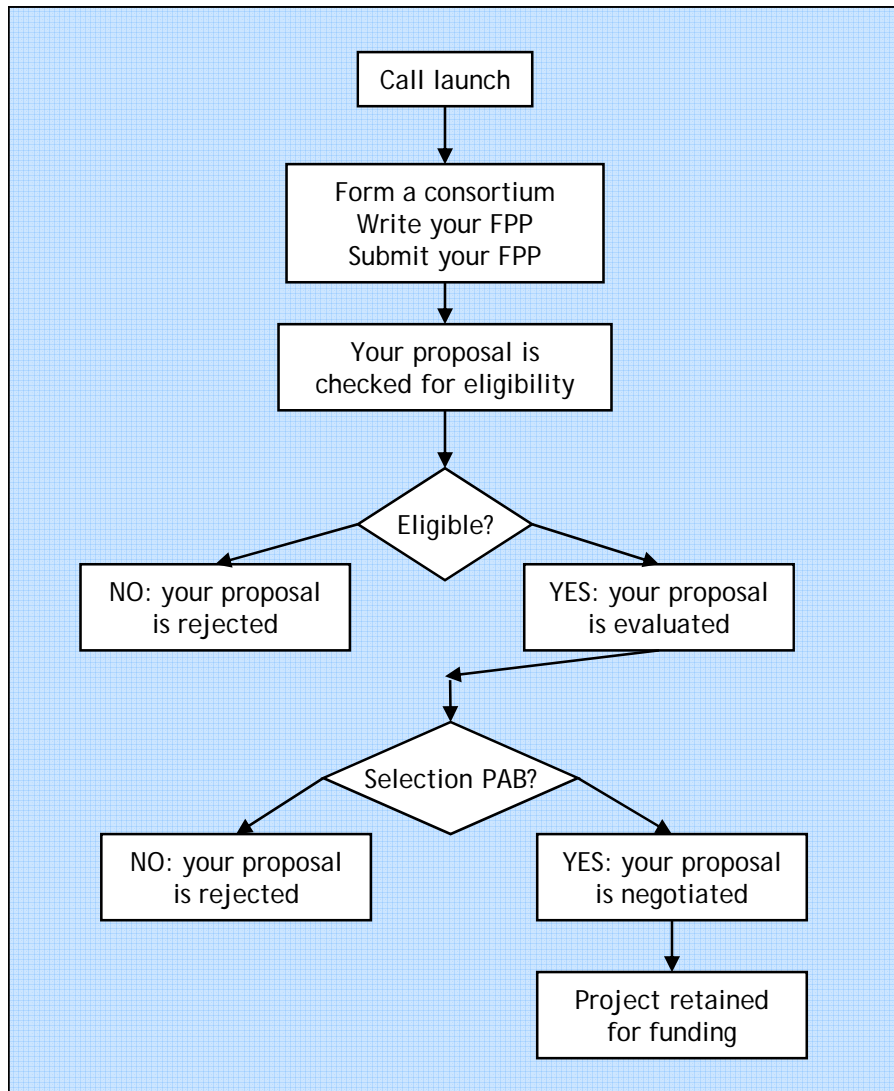 Call launch
Form a consortium
Write your FPP
Submit your FPP
Your proposal is
checked for eligibility
Eligible?
NO: your proposal
is rejected
YES: your proposal
is evaluated
Selection PAB?
NO: your proposal
is rejected
YES: your proposal
is negotiated
Project retained
for funding